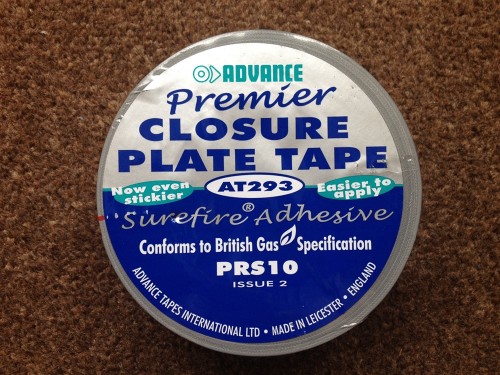 ADVANCE
Premier
CLOSURE
PLATE TAPE
Now even stickier
AT293
Easier to apply
Surefire® Adhesive
Conforms to British Gas Specification
PRS10
ISSUE 2
ADVANCE TAPES INTERNATIONAL LTD • MADE IN LEICESTER • ENGLAND